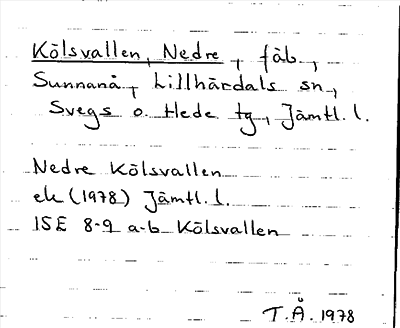 Kölsvallen, Nedre, fäb.,
Sunnanå, Lillhärdals sn,
Svegs o. Hede tg, Jämtl. l.
Nedre Kölsvallen
ek (1978) Jämtl. l.
15E 8-9 a-b Kölsvallen
T.Å. 1978